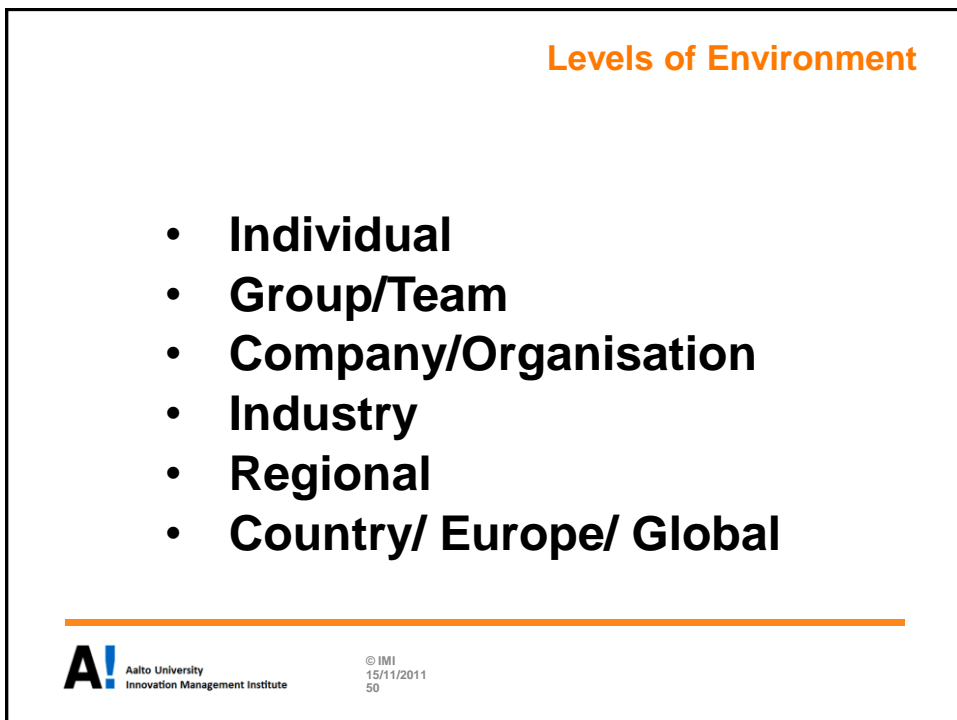 Levels of Environment
• Individual
• Group/Team
• Company/Organisation
• Industry
• Regional
• Country/ Europe/ Global
A!
Aalto University
Innovation Management Institute
© IMI
15/11/2011
50